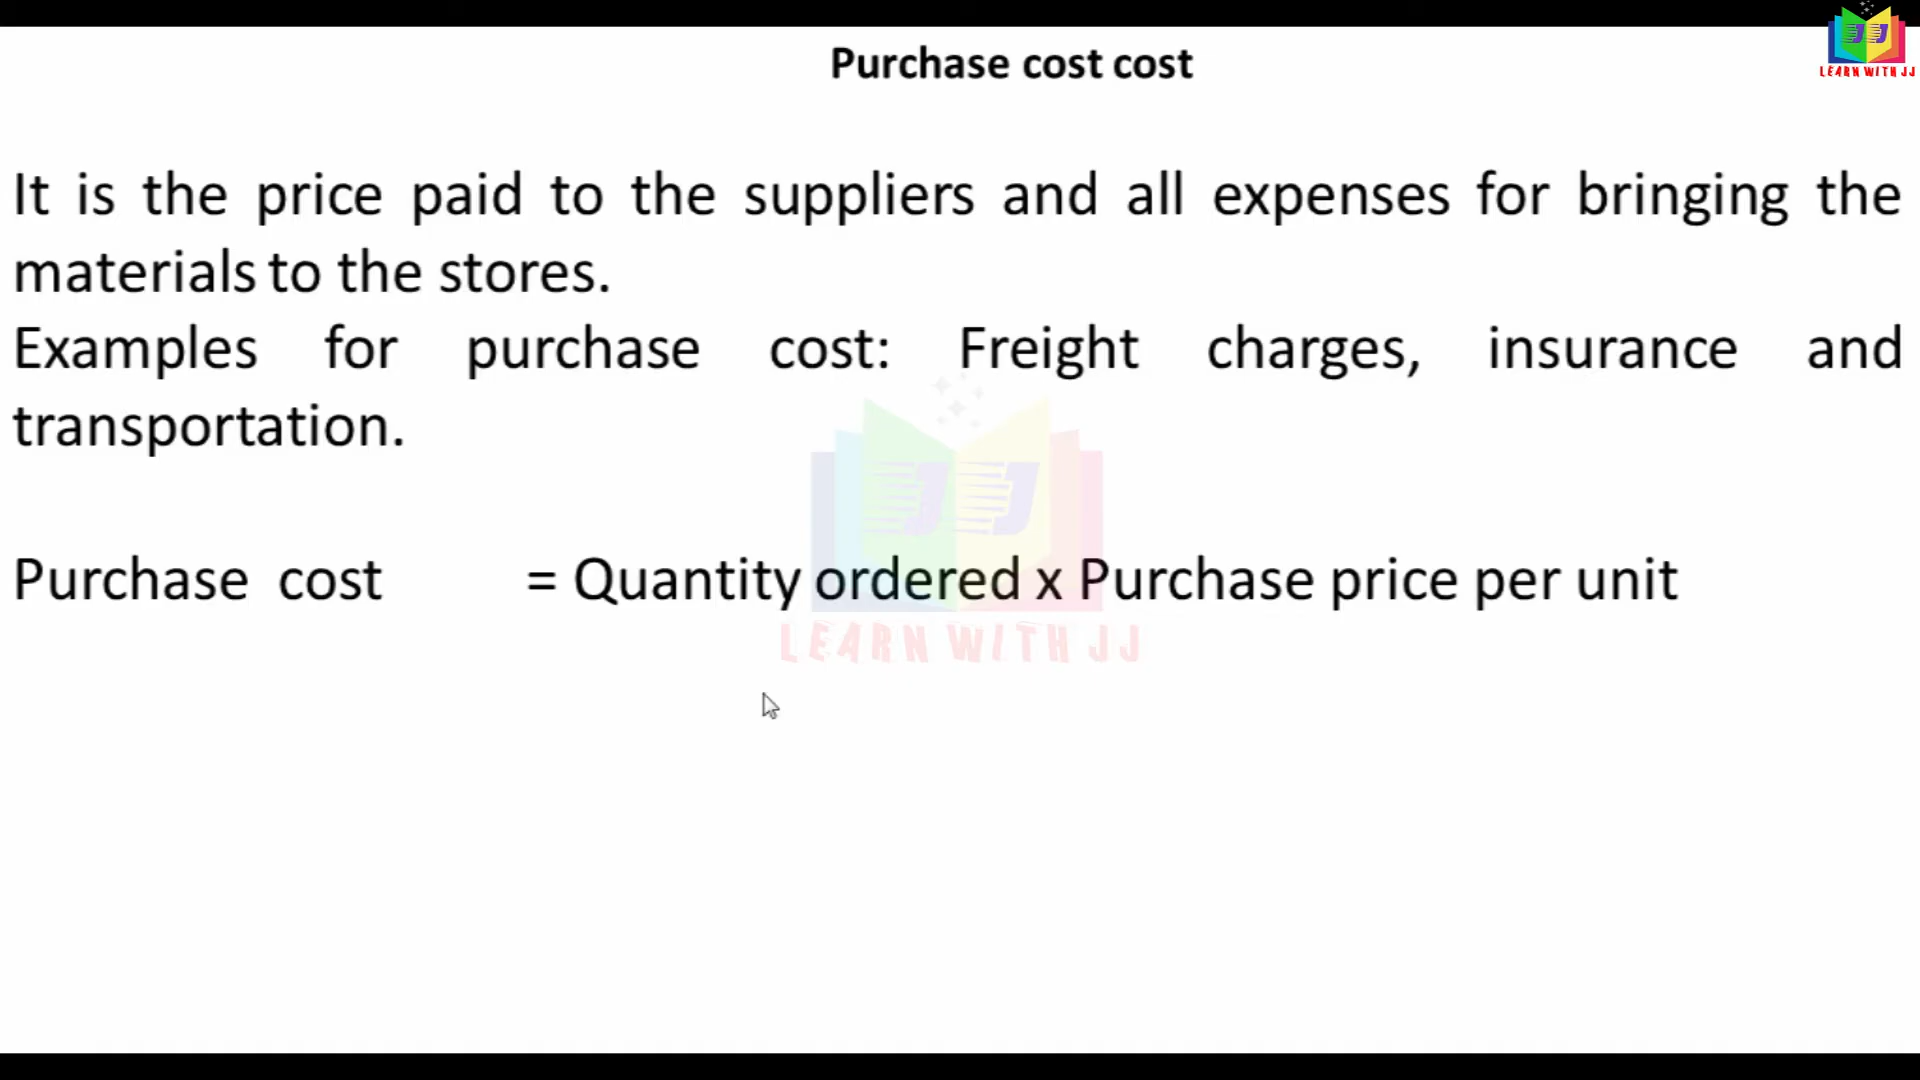 LEARN WITH JJ
Purchase cost cost
It is the price paid to the suppliers and all expenses for bringing the
materials to the stores.
Examples for purchase cost: Freight charges, insurance and
transportation.
JJ
Purchase cost = Quantity ordered x Purchase price per unit
LEARN WITH JJ